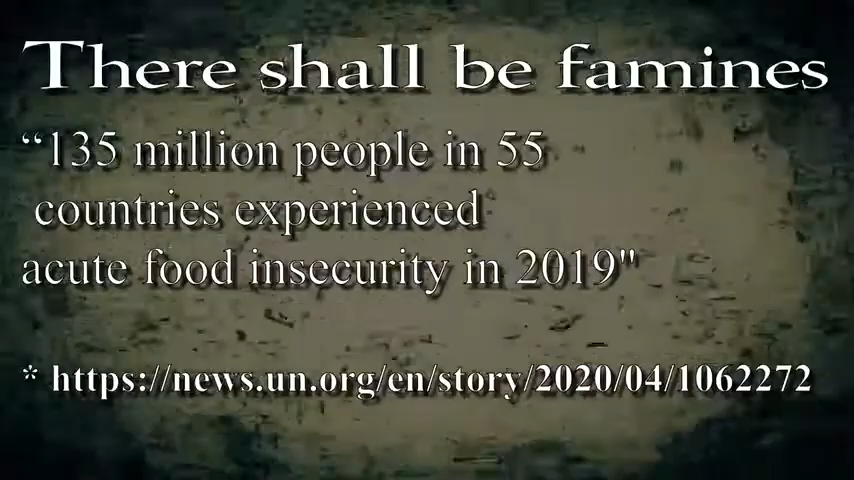 There shall be famines
“135 million people in 55
countries experienced
acute food insecurity in 2019"
* https://news.un.org/en/story/2020/04/1062272